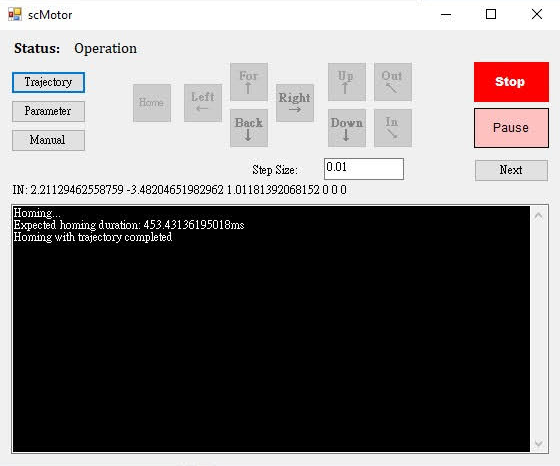 scMotor
Status: Operation
Trajectory
Parameter
Manual
Home
Left
For
Back
Right
Up
Down
Out
In
Stop
Pause
Next
Step Size: 0.01
IN: 2.21129462558759 -3.48204651982962 1.01181392068152 0 0 0
Homing...
Expected homing duration: 453.43136195018ms
Homing with trajectory completed